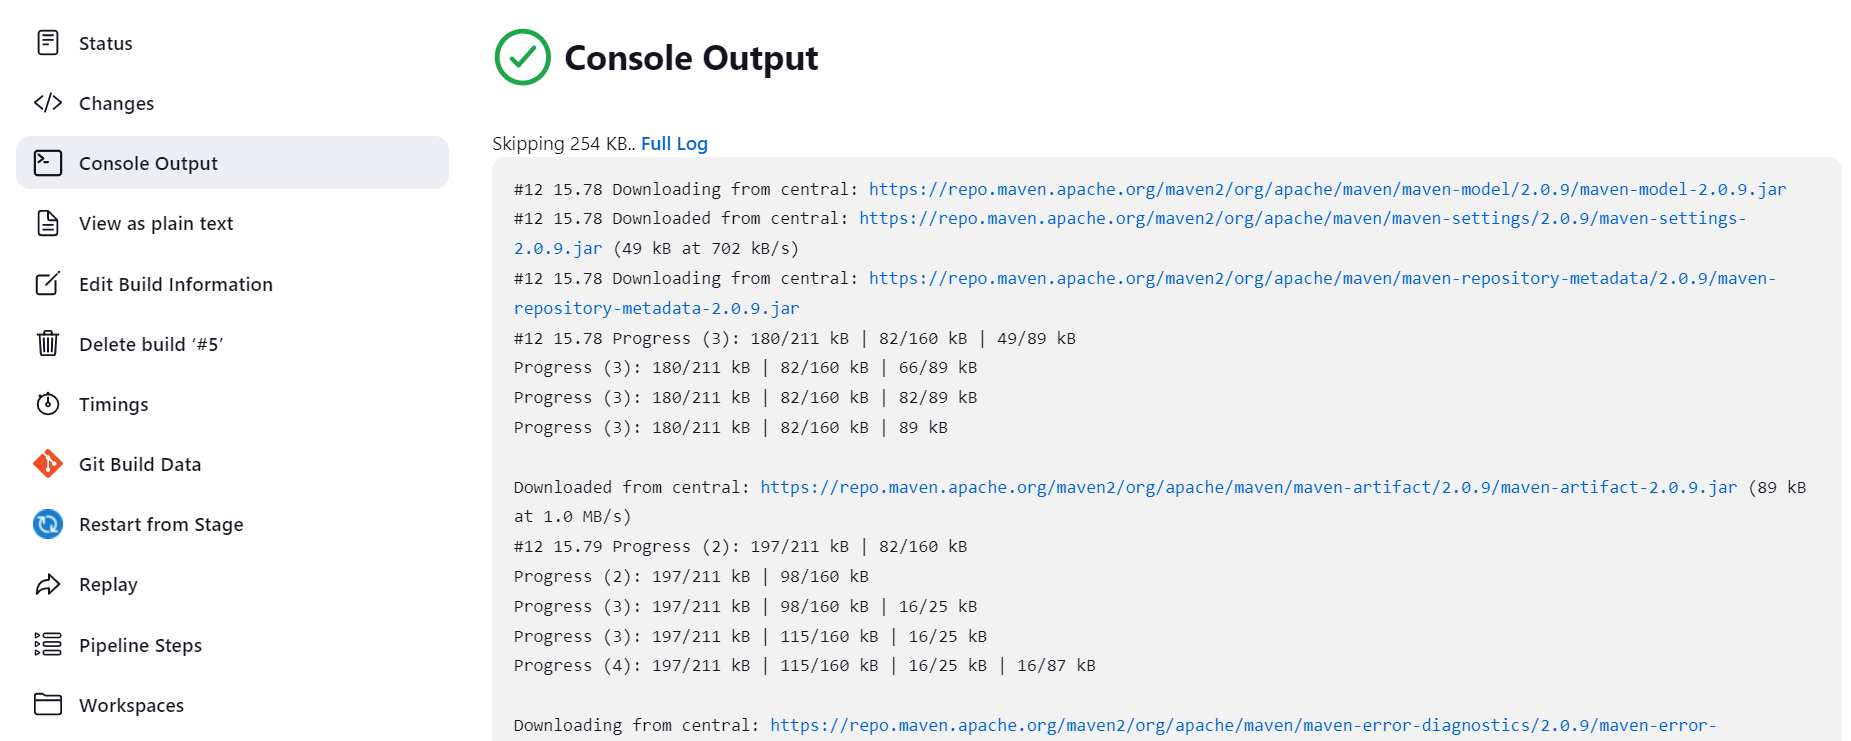 Status
Changes
Console Output
View as plain text
Edit Build Information
Delete build ‘#5’
Timings
Git Build Data
Restart from Stage
Replay
Pipeline Steps
Workspaces
Console Output
Skipping 254 KB.. Full Log
#12 15.78 Downloading from central: https://repo.maven.apache.org/maven2/org/apache/maven/maven-model/2.0.9/maven-model-2.0.9.jar
#12 15.78 Downloaded from central: https://repo.maven.apache.org/maven2/org/apache/maven/maven-settings/2.0.9/maven-settings-
2.0.9.jar (49 kB at 702 kB/s)
#12 15.78 Downloading from central: https://repo.maven.apache.org/maven2/org/apache/maven/maven-repository-metadata/2.0.9/maven-
repository-metadata-2.0.9.jar
#12 15.78 Progress (3): 180/211 kB | 82/160 kB | 49/89 kB
Progress (3): 180/211 kB | 82/160 kB | 66/89 kB
Progress (3): 180/211 kB | 82/160 kB | 82/89 kB
Progress (3): 180/211 kB | 82/160 kB | 89 kB
Downloaded from central: https://repo.maven.apache.org/maven2/org/apache/maven/maven-artifact/2.0.9/maven-artifact-2.0.9.jar (89 kB
at 1.0 MB/s)
#12 15.79 Progress (2): 197/211 kB | 82/160 kB
Progress (2): 197/211 kB | 98/160 kB
Progress (3): 197/211 kB | 98/160 kB | 16/25 kB
Progress (3): 197/211 kB | 115/160 kB | 16/25 kB
Progress (4): 197/211 kB | 115/160 kB | 16/25 kB | 16/87 kB
Downloading from central: https://repo.maven.apache.org/maven2/org/apache/maven/maven-error-diagnostics/2.0.9/maven-error-